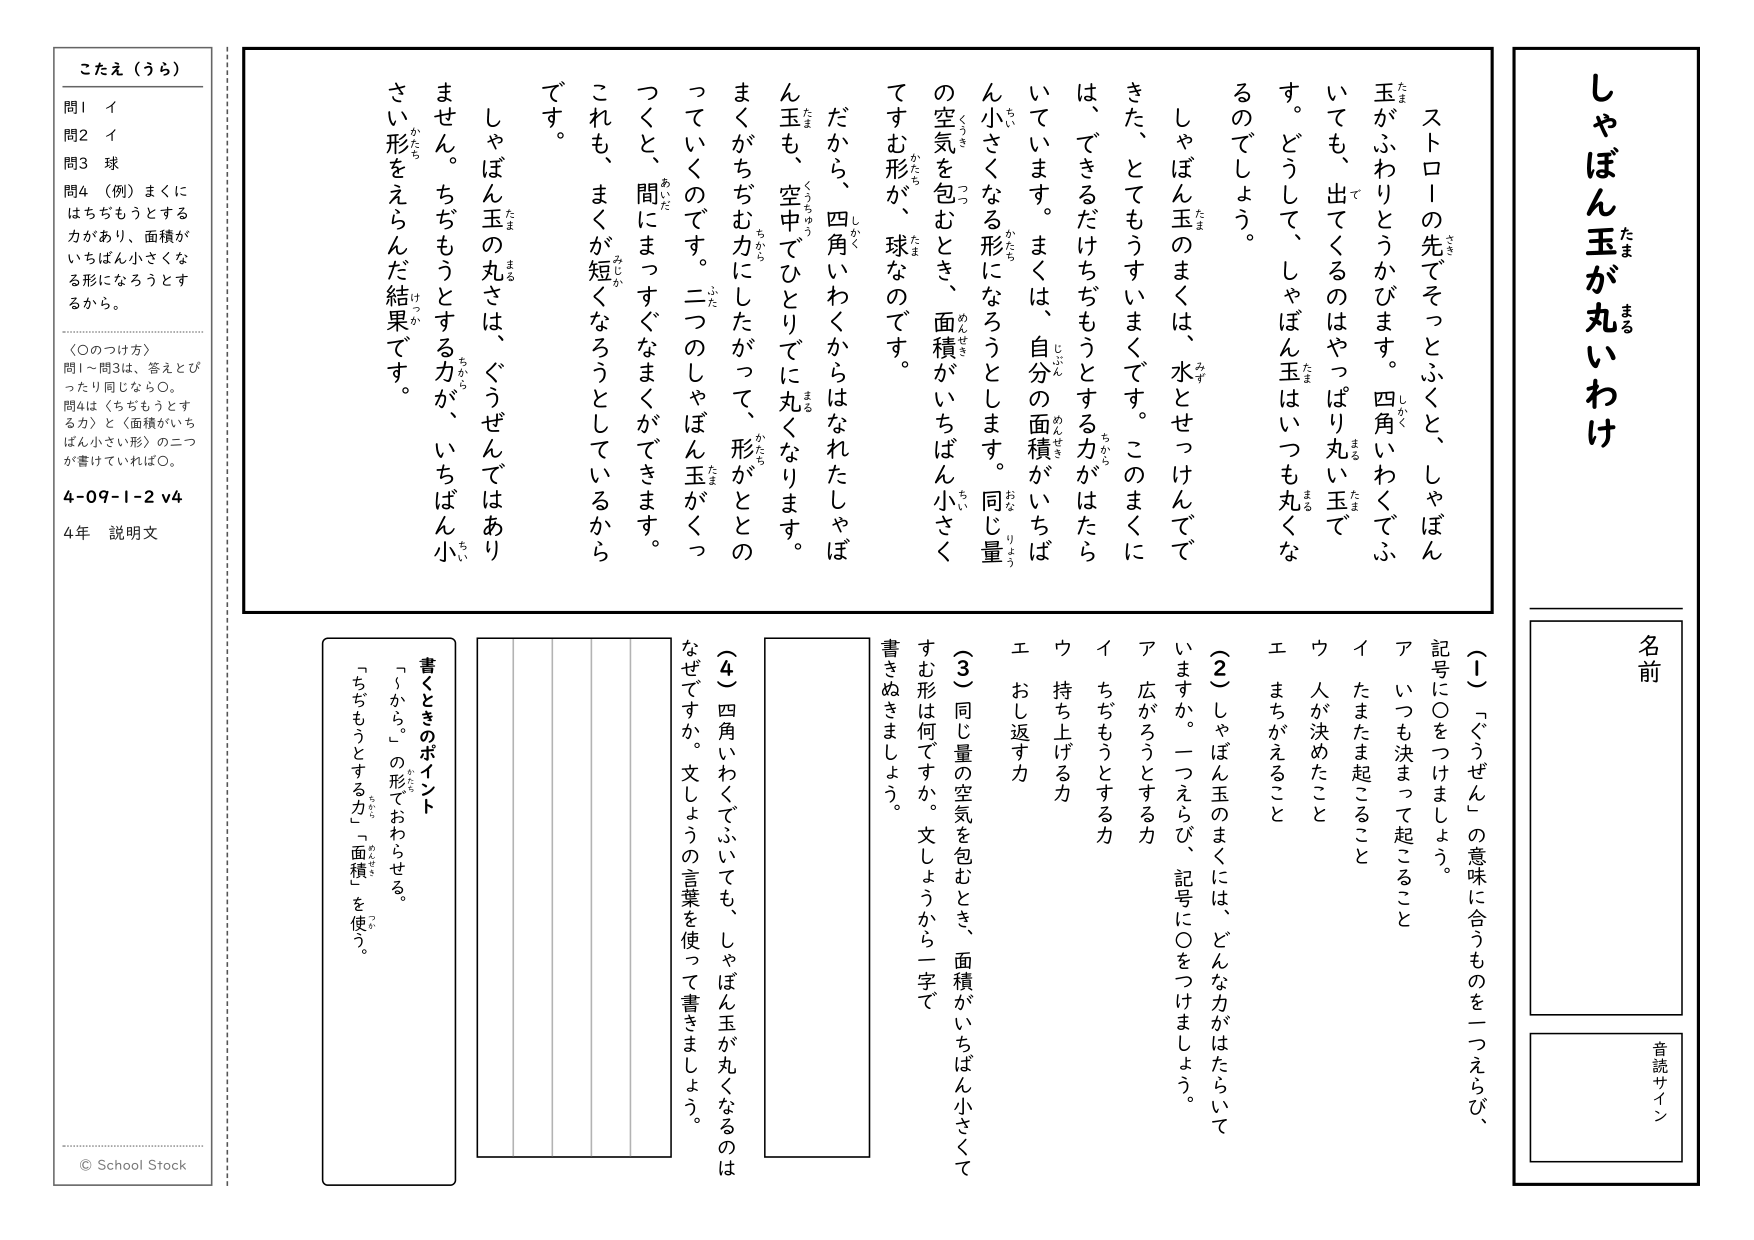 しゃぼん玉が丸いわけ
名前
音読サイン
ストローの先でそっとふくと、しゃぼん
玉がふわりとうかびます。四角いわくでふ
いても、出てくるのはやっぱり丸い玉で
す。どうして、しゃぼん玉はいつも丸くな
るのでしょう。
しゃぼん玉のまくは、水とせっけんでで
きた、とてもうすいまくです。このまくに
は、できるだけちぢもうとする力がはたら
いています。まくは、自分の面積がいちば
ん小さくなる形になろうとします。同じ量
の空気を包むとき、面積がいちばん小さく
てすむ形が、球なのです。
だから、四角いわくからはなれたしゃぼ
ん玉も、空中でひとりでに丸くなります。
まくがちぢむ力にしたがって、形がととの
っていくのです。二つのしゃぼん玉がくっ
つくと、間にまっすぐなまくができます。
これも、まくが短くなろうとしているから
です。
しゃぼん玉の丸さは、ぐうぜんではあり
ません。ちぢもうとする力が、いちばん小
さい形をえらんだ結果です。
(1)「ぐうぜん」の意味に合うものを一つえらび、
記号に〇をつけましょう。
ア いつも決まって起こること
イ たまたま起こること
ウ 人が決めたこと
エ まちがえること
(2)しゃぼん玉のまくには、どんな力がはたらいて
いますか。一つえらび、記号に〇をつけましょう。
ア 広がろうとする力
イ ちぢもうとする力
ウ 持ち上げる力
エ おし返す力
(3)同じ量の空気を包むとき、面積がいちばん小さくて
すむ形は何ですか。文しょうから一字で
書きぬきましょう。
(4)四角いわくでふいても、しゃぼん玉が丸くなるのは
なぜですか。文しょうの言葉を使って書きましょう。
書くときのポイント
「～から。」の形でおわらせる。
「ちぢもうとする力」「面積」を使う。
こたえ（うら）
問1 イ
問2 イ
問3 球
問4 （例）まくに
はちぢもうとする
力があり、面積が
いちばん小さくな
る形になろうとす
るから。
〈〇のつけ方〉
問1～問3は、答えとぴ
ったり同じなら〇。
問4は〈ちぢもうとす
る力〉と〈面積がいち
ばん小さい形〉の二つ
が書けていれば〇。
4-09-1-2 v4
4年 説明文
© School Stock